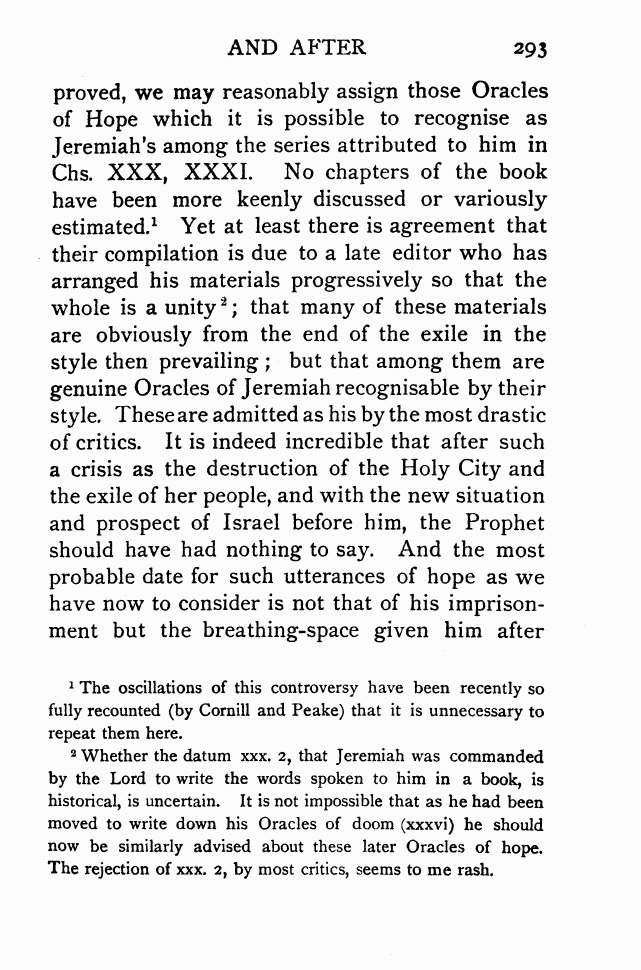 AND AFTER 293
proved, we may reasonably assign those Oracles
of Hope which it is possible to recognise as
Jeremiah's among the series attributed to him in
Chs. XXX, XXXI. No chapters of the book
have been more keenly discussed or variously
estimated.¹ Yet at least there is agreement that
their compilation is due to a late editor who has
arranged his materials progressively so that the
whole is a unity²; that many of these materials
are obviously from the end of the exile in the
style then prevailing; but that among them are
genuine Oracles of Jeremiah recognisable by their
style. These are admitted as his by the most drastic
of critics. It is indeed incredible that after such
a crisis as the destruction of the Holy City and
the exile of her people, and with the new situation
and prospect of Israel before him, the Prophet
should have had nothing to say. And the most
probable date for such utterances of hope as we
have now to consider is not that of his imprison-
ment but the breathing-space given him after
¹ The oscillations of this controversy have been recently so
fully recounted (by Cornill and Peake) that it is unnecessary to
repeat them here.
² Whether the datum xxx. 2, that Jeremiah was commanded
by the Lord to write the words spoken to him in a book, is
historical, is uncertain. It is not impossible that as he had been
moved to write down his Oracles of doom (xxxvi) he should
now be similarly advised about these later Oracles of hope.
The rejection of xxx. 2, by most critics, seems to me rash.